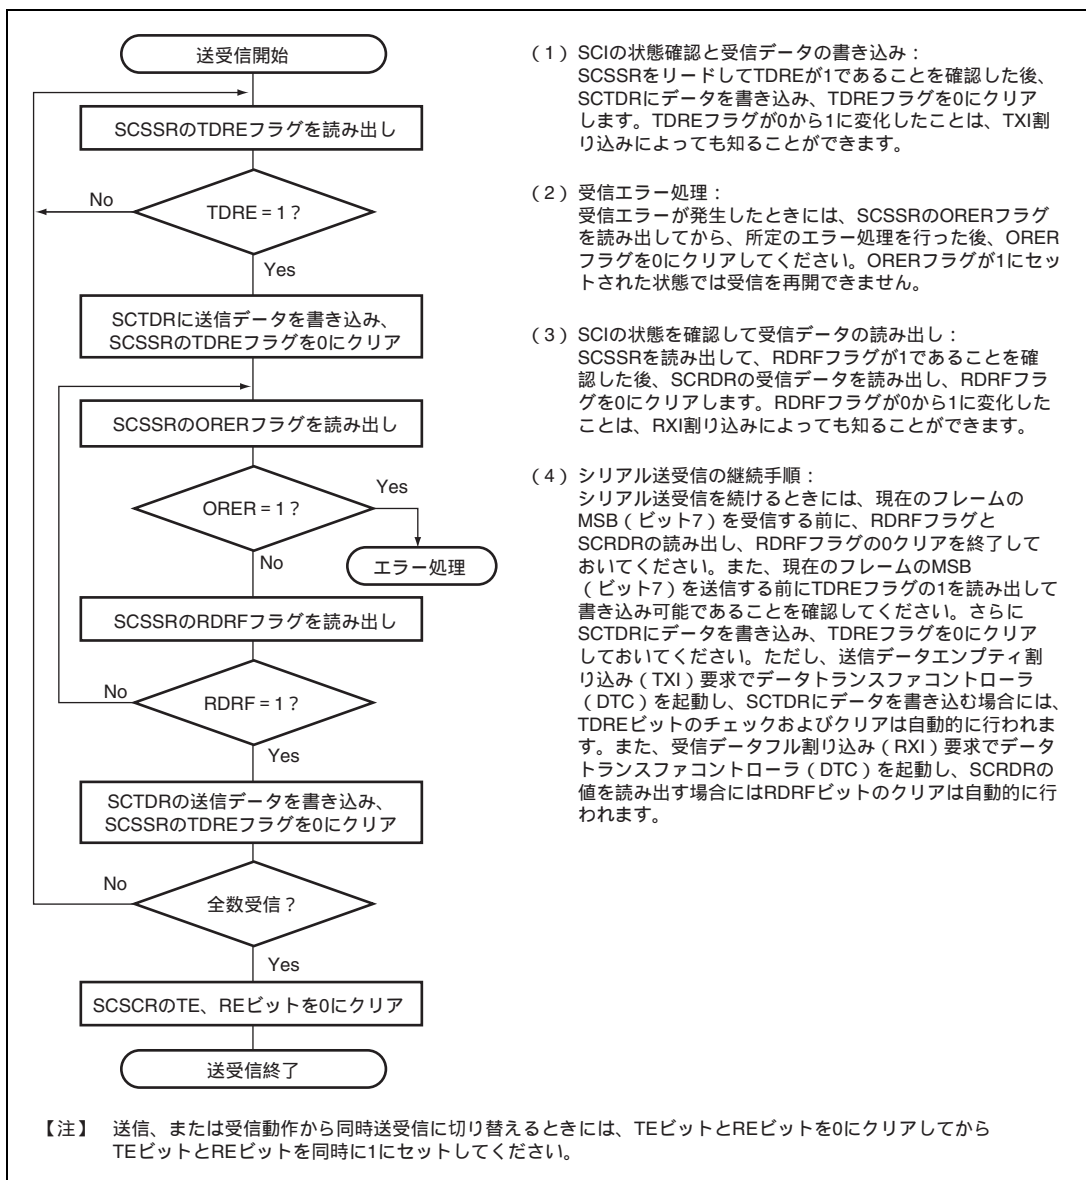 送受信開始
SCSSRのTDREフラグを読み出し
No
TDRE = 1 ?
Yes
SCTDRに送信データを書き込み、
SCSSRのTDREフラグを0にクリア
SCSSRのORERフラグを読み出し
Yes
ORER = 1 ?
No
エラー処理
SCSSRのRDRFフラグを読み出し
No
RDRF = 1 ?
Yes
SCTDRの送信データを書き込み、
SCSSRのTDREフラグを0にクリア
No
全数受信？
Yes
SCSCRのTE、REビットを0にクリア
送受信終了
（1）SCIの状態確認と受信データの書き込み：
SCSSRをリードしてTDREが1であることを確認した後、
SCTDRにデータを書き込み、TDREフラグを0にクリア
します。TDREフラグが0から1に変化したことは、TXI割
り込みによっても知ることができます。
（2）受信エラー処理：
受信エラーが発生したときには、SCSSRのORERフラグ
を読み出してから、所定のエラー処理を行った後、ORER
フラグを0にクリアしてください。ORERフラグが1にセッ
トされた状態では受信を再開できません。
（3）SCIの状態を確認して受信データの読み出し：
SCSSRを読み出して、RDRFフラグが1であることを確
認した後、SCRDRの受信データを読み出し、RDRFフラ
グを0にクリアします。RDRFフラグが0から1に変化した
ことは、RXI割り込みによっても知ることができます。
（4）シリアル送受信の継続手順：
シリアル送受信を続けるときには、現在のフレームの
MSB（ビット7）を受信する前に、RDRFフラグと
SCRDRの読み出し、RDRFフラグの0クリアを終了して
おいてください。また、現在のフレームのMSB
（ビット7）を送信する前にTDREフラグの1を読み出して
書き込み可能であることを確認してください。さらに
SCTDRにデータを書き込み、TDREフラグを0にクリア
しておいてください。ただし、送信データエンプティ割
り込み（TXI）要求でデータトランスファコントローラ
（DTC）を起動し、SCTDRにデータを書き込む場合には、
TDREビットのチェックおよびクリアは自動的に行われま
す。また、受信データフル割り込み（RXI）要求でデータ
トランスファコントローラ（DTC）を起動し、SCRDRの
値を読み出す場合にはRDRFビットのクリアは自動的に行
われます。
【注】 送信、または受信動作から同時送受信に切り替えるときには、TEビットとREビットを0にクリアしてから
TEビットとREビットを同時に1にセットしてください。